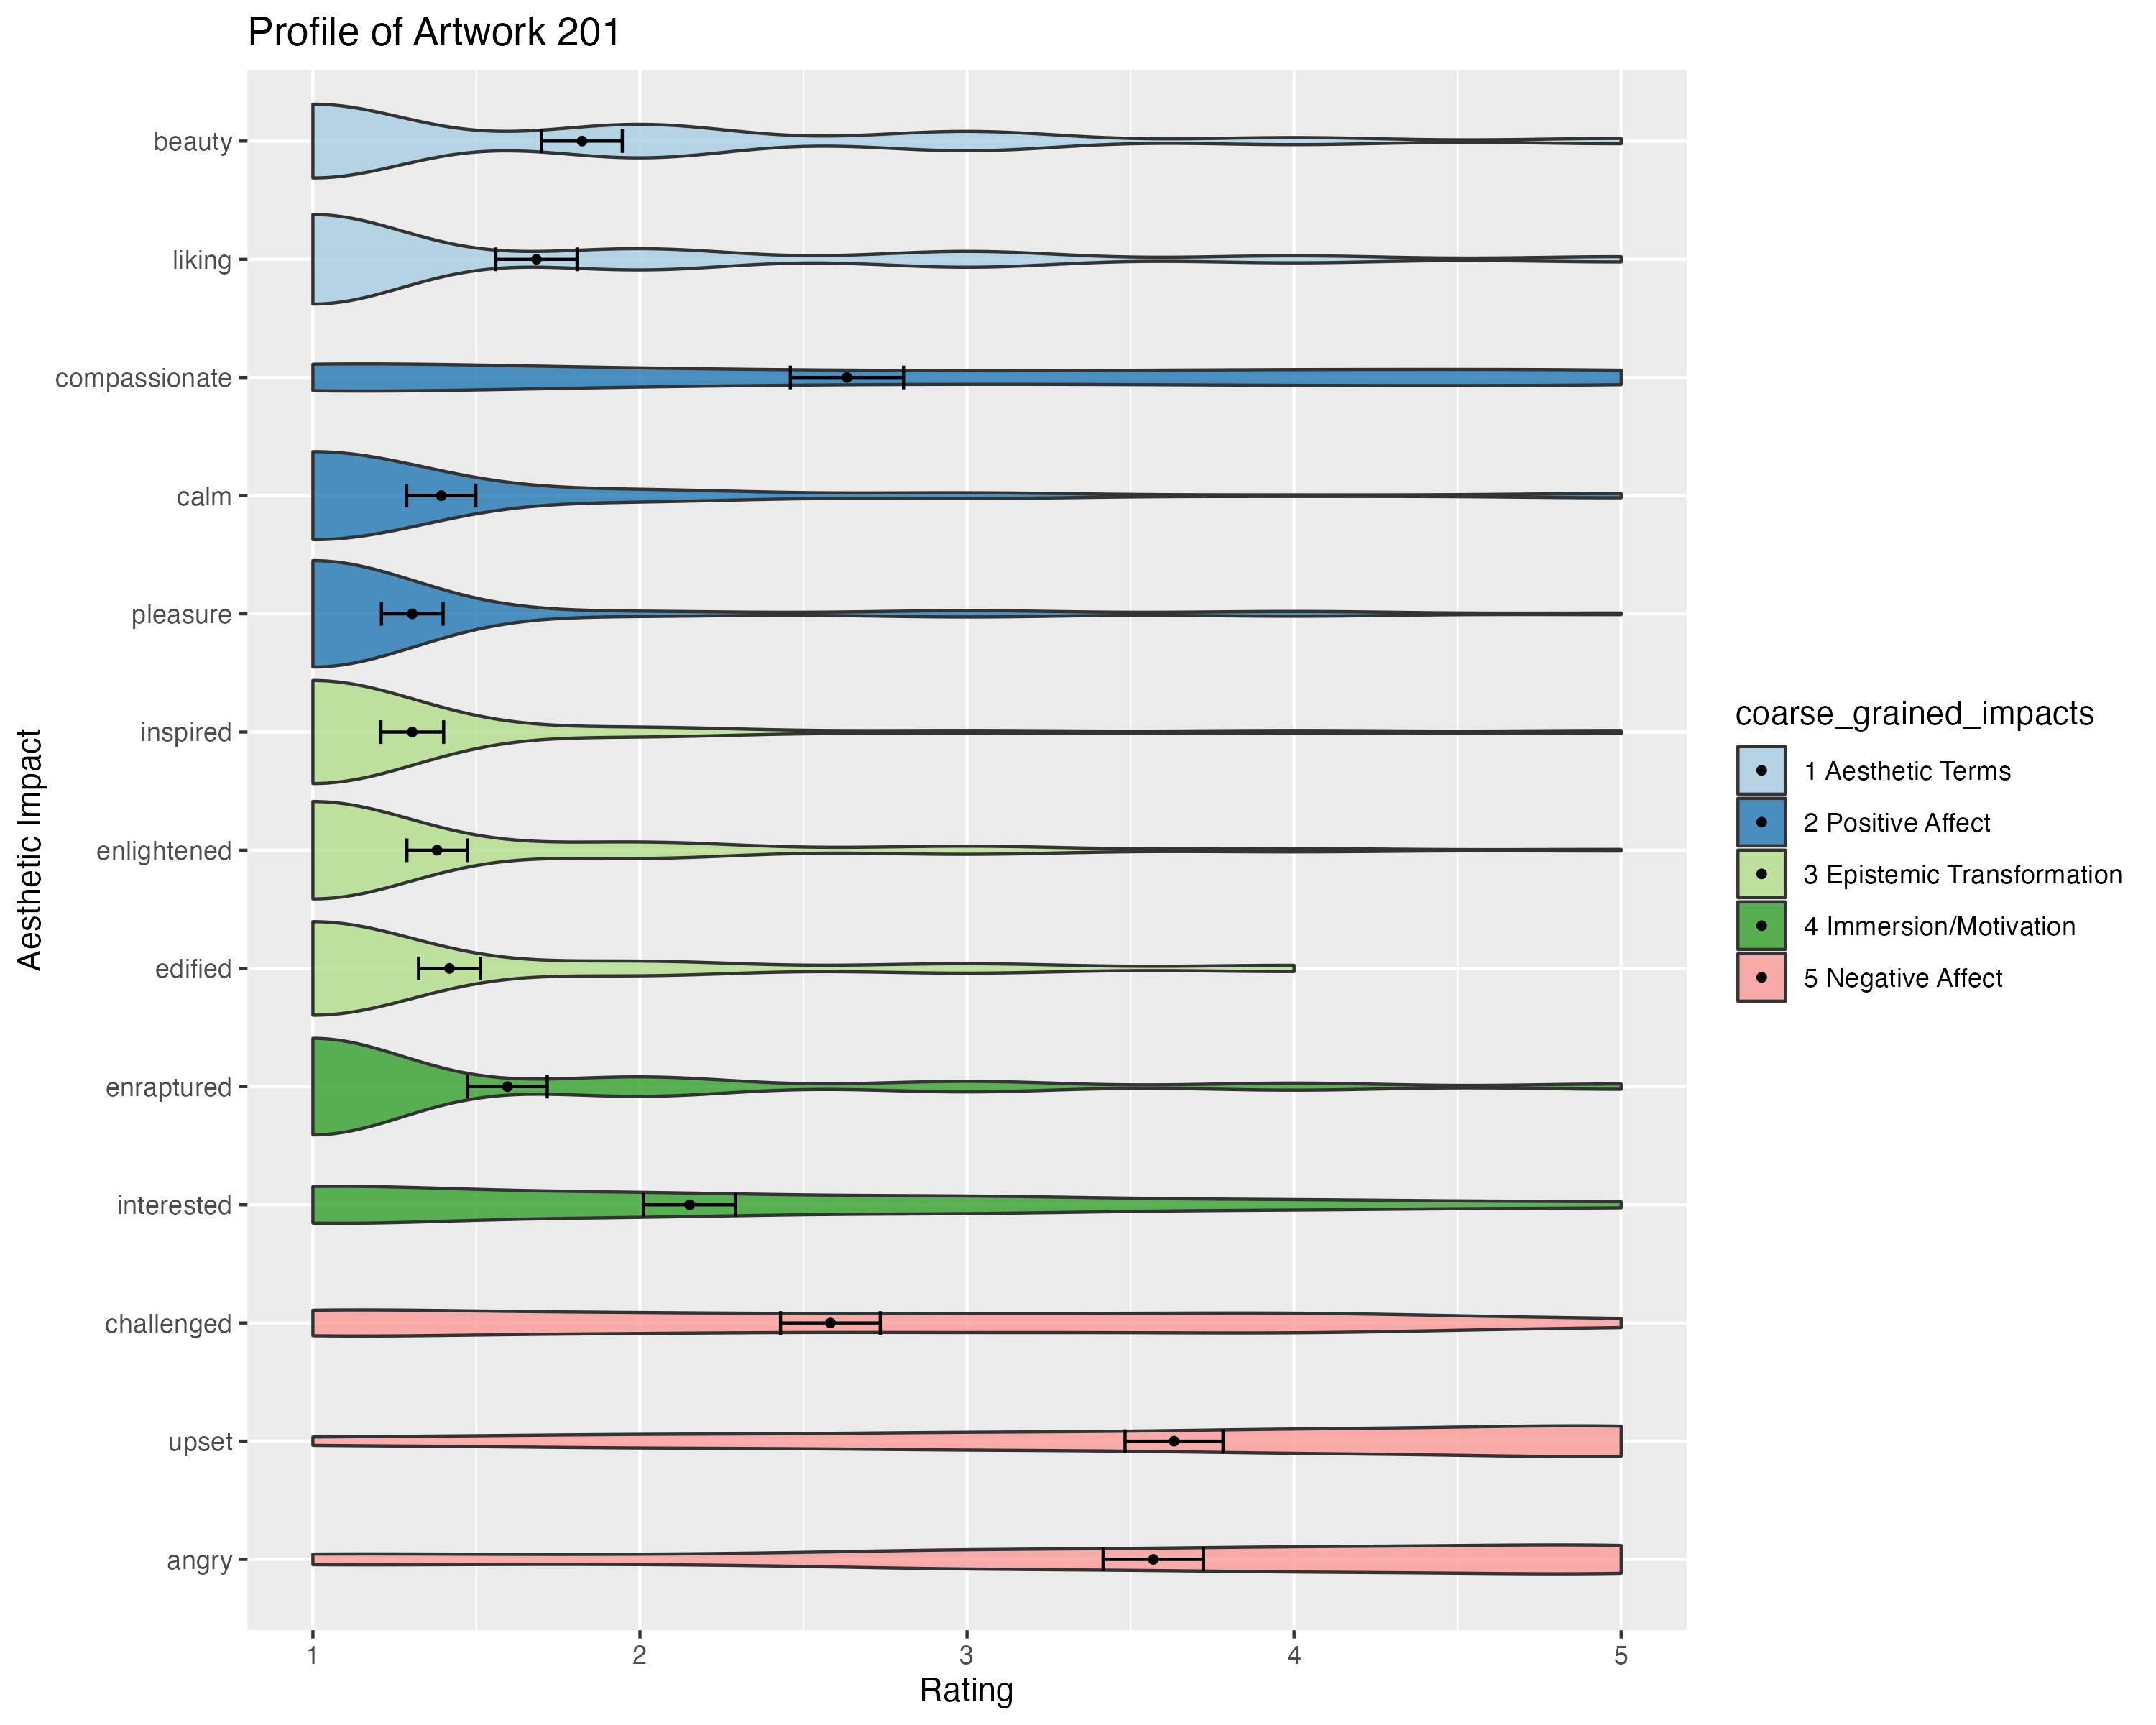 Profile of Artwork 201
beauty
liking
compassionate
calm
pleasure
inspired
enlightened
edified
enraptured
interested
challenged
upset
angry
Aesthetic Impact
1 2 3 4 5
Rating
coarse_grained_impacts
1 Aesthetic Terms
2 Positive Affect
3 Epistemic Transformation
4 Immersion/Motivation
5 Negative Affect